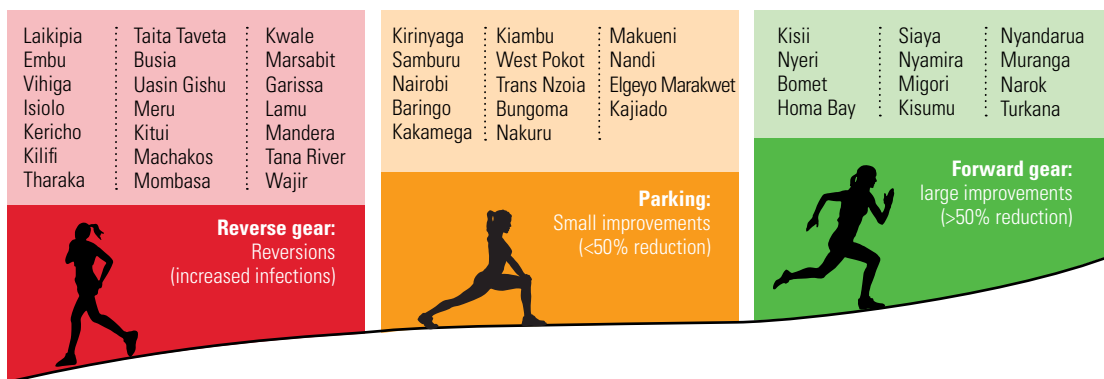 Laikipia
Embu
Vihiga
Isiolo
Kericho
Kilifi
Tharaka
Taita Taveta
Busia
Uasin Gishu
Meru
Kitui
Machakos
Mombasa
Kwale
Marsabit
Garissa
Lamu
Mandera
Tana River
Wajir
Reverse gear:
Reversions
(increased infections)
Kirinyaga
Samburu
Nairobi
Baringo
Kakamega
Kiambu
West Pokot
Trans Nzoia
Bungoma
Nakuru
Makueni
Nandi
Elgeyo Marakwet
Kajiado
Parking:
Small improvements
(<50% reduction)
Kisii
Nyeri
Bomet
Homa Bay
Siaya
Nyamira
Migori
Kisumu
Nyandarua
Muranga
Narok
Turkana
Forward gear:
large improvements
(>50% reduction)